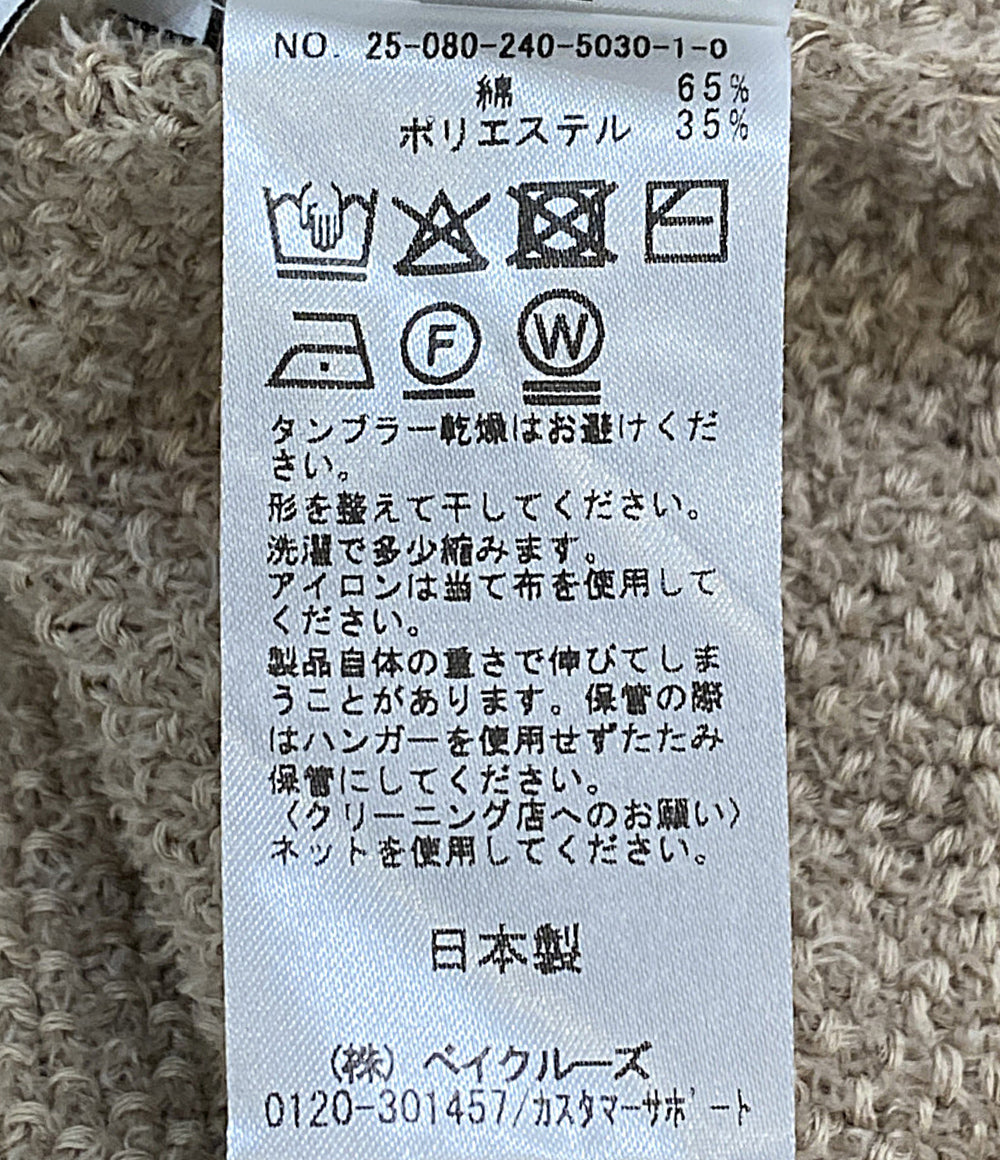 NO. 25-080-240-5030-1-0
綿 65%
ポリエステル 35%
F W
タンブラー乾燥はお避けくだ
さい。
形を整えて干してください。
洗濯で多少縮みます。
アイロンは当て布を使用して
ください。
製品自体の重さで伸びてしま
うことがあります。保管の際
はハンガーを使用せずたたみ
保管にしてください。
〈クリーニング店へのお願い〉
ネットを使用してください。
日本製
(株) ベイクルーズ
0120-301457/カスタマーサポート